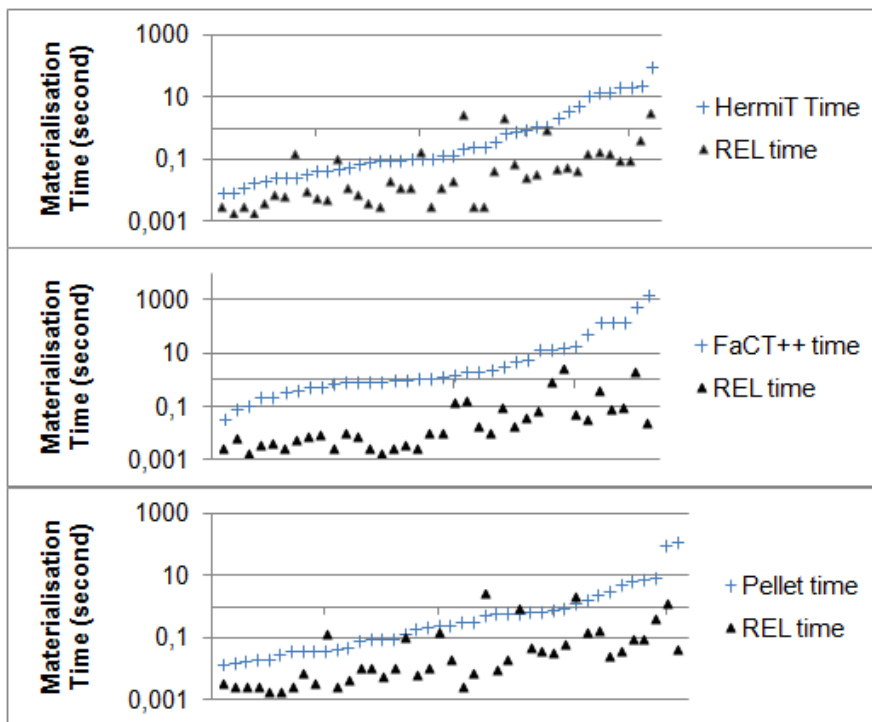 Materialisation
Time (second)
1000
10
0,1
0,001
HermiT Time
REL time
Materialisation
Time (second)
1000
10
0,1
0,001
FaCT++ time
REL time
Materialisation
Time (second)
1000
10
0,1
0,001
Pellet time
REL time